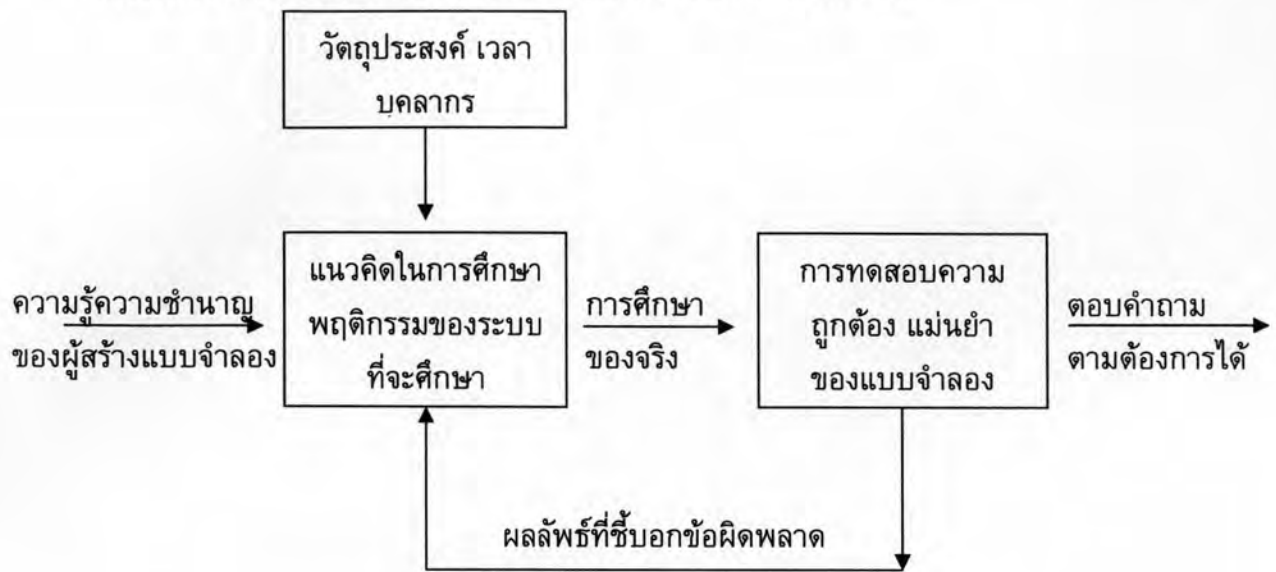 วัตถุประสงค์ เวลา
บคลากร
ความรู้ความชำนาญ
ของผู้สร้างแบบจำลอง
แนวคิดในการศึกษา
พฤติกรรมของระบบ
ที่จะศึกษา
การศึกษา
ของจริง
การทดสอบความ
ถูกต้อง แม่นยำ
ของแบบจำลอง
ตอบคำถาม
ตามต้องการได้
ผลลัพธ์ที่ชี้บอกข้อผิดพลาด